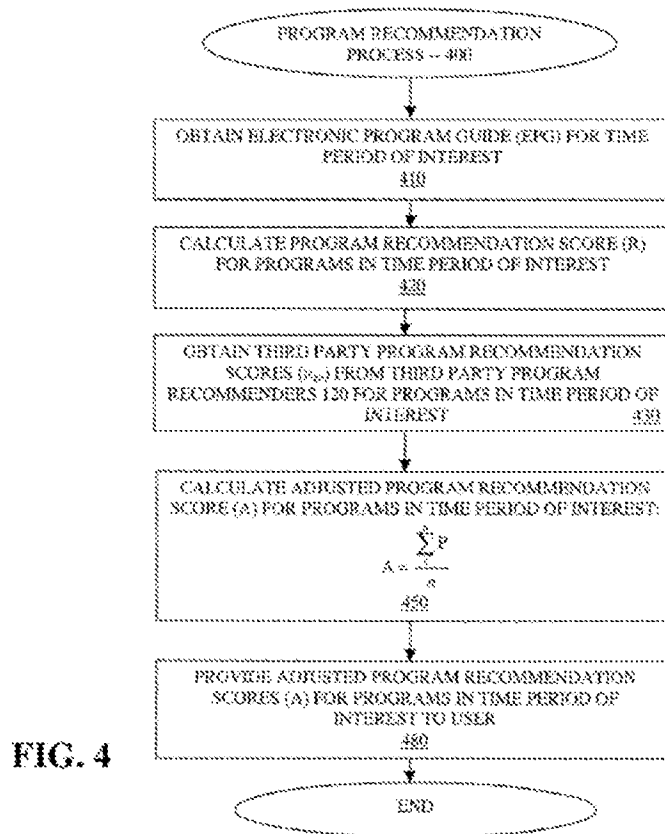 PROGRAM RECOMMENDATION
PROCESS – 400
OBTAIN ELECTRONIC PROGRAM GUIDE (EPG) FOR TIME
PERIOD OF INTEREST
410
CALCULATE PROGRAM RECOMMENDATION SCORE (R)
FOR PROGRAMS IN TIME PERIOD OF INTEREST
420
OBTAIN THIRD PARTY PROGRAM RECOMMENDATION
SCORES FROM THIRD PARTY PROGRAM
RECOMMENDERS 120 FOR PROGRAMS IN TIME PERIOD OF
INTEREST 430
CALCULATE ADJUSTED PROGRAM RECOMMENDATION
SCORE (A) FOR PROGRAMS IN TIME PERIOD OF INTEREST:
A = ∑ P
n
450
PROVIDE ADJUSTED PROGRAM RECOMMENDATION
SCORES (A) FOR PROGRAMS IN TIME PERIOD OF
INTEREST TO USER
480
FIG. 4
END